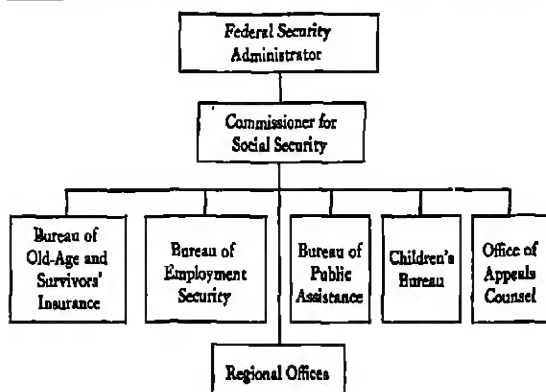 Federal Security
Administrator
Commissioner for
Social Security
Bureau of
Old-Age and
Survivors'
Insurance
Bureau of
Employment
Security
Bureau of
Public
Assistance
Children's
Bureau
Office of
Appeals
Counsel
Regional Offices